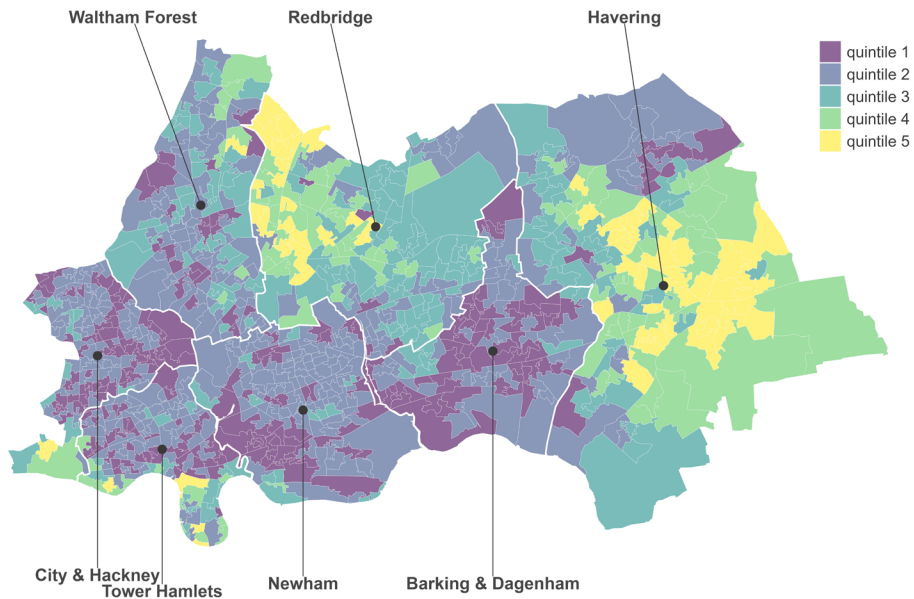 Waltham Forest
Redbridge
Havering
quintile 1
quintile 2
quintile 3
quintile 4
quintile 5
City & Hackney
Tower Hamlets
Newham
Barking & Dagenham